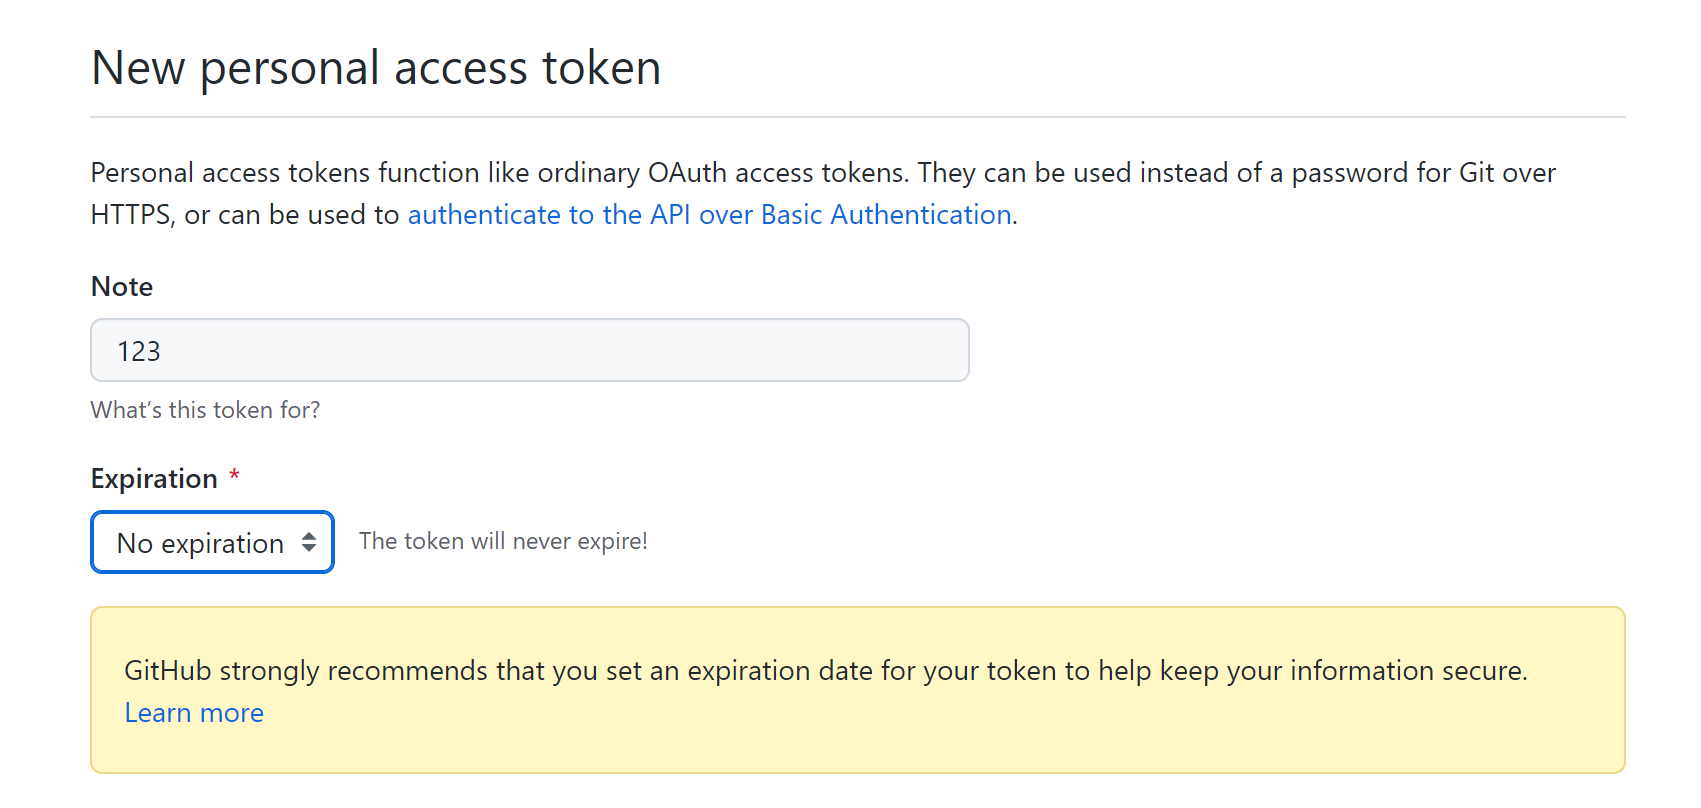 New personal access token
Personal access tokens function like ordinary OAuth access tokens. They can be used instead of a password for Git over
HTTPS, or can be used to authenticate to the API over Basic Authentication.
Note
123
What’s this token for?
Expiration *
No expiration The token will never expire!
GitHub strongly recommends that you set an expiration date for your token to help keep your information secure.
Learn more